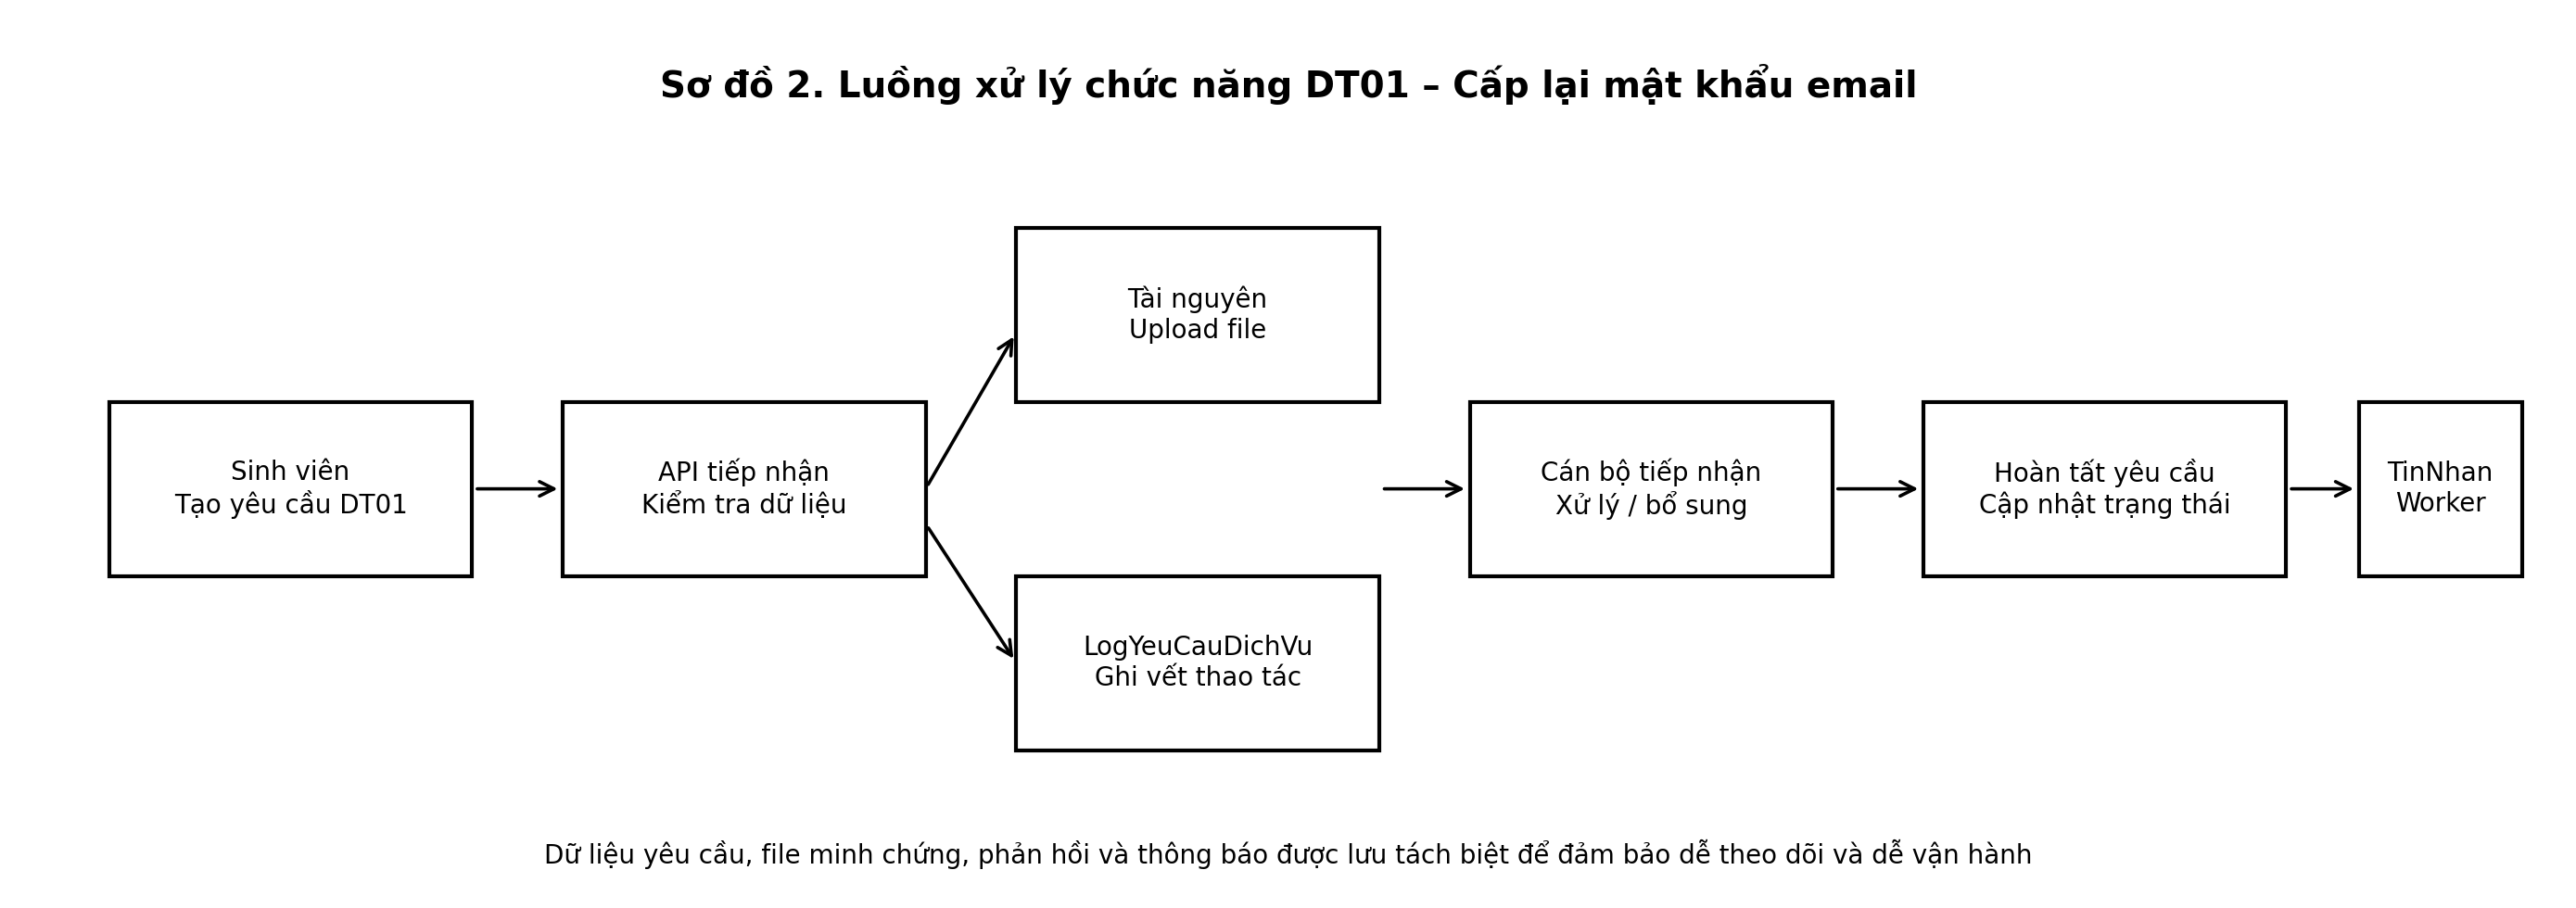 Sơ đồ 2. Luồng xử lý chức năng DT01 – Cấp lại mật khẩu email
Sinh viên
Tạo yêu cầu DT01
API tiếp nhận
Kiểm tra dữ liệu
Tài nguyên
Upload file
LogYeuCauDichVu
Ghi vết thao tác
Cán bộ tiếp nhận
Xử lý / bổ sung
Hoàn tất yêu cầu
Cập nhật trạng thái
TinNhan
Worker
Dữ liệu yêu cầu, file minh chứng, phản hồi và thông báo được lưu tách biệt để đảm bảo dễ theo dõi và dễ vận hành